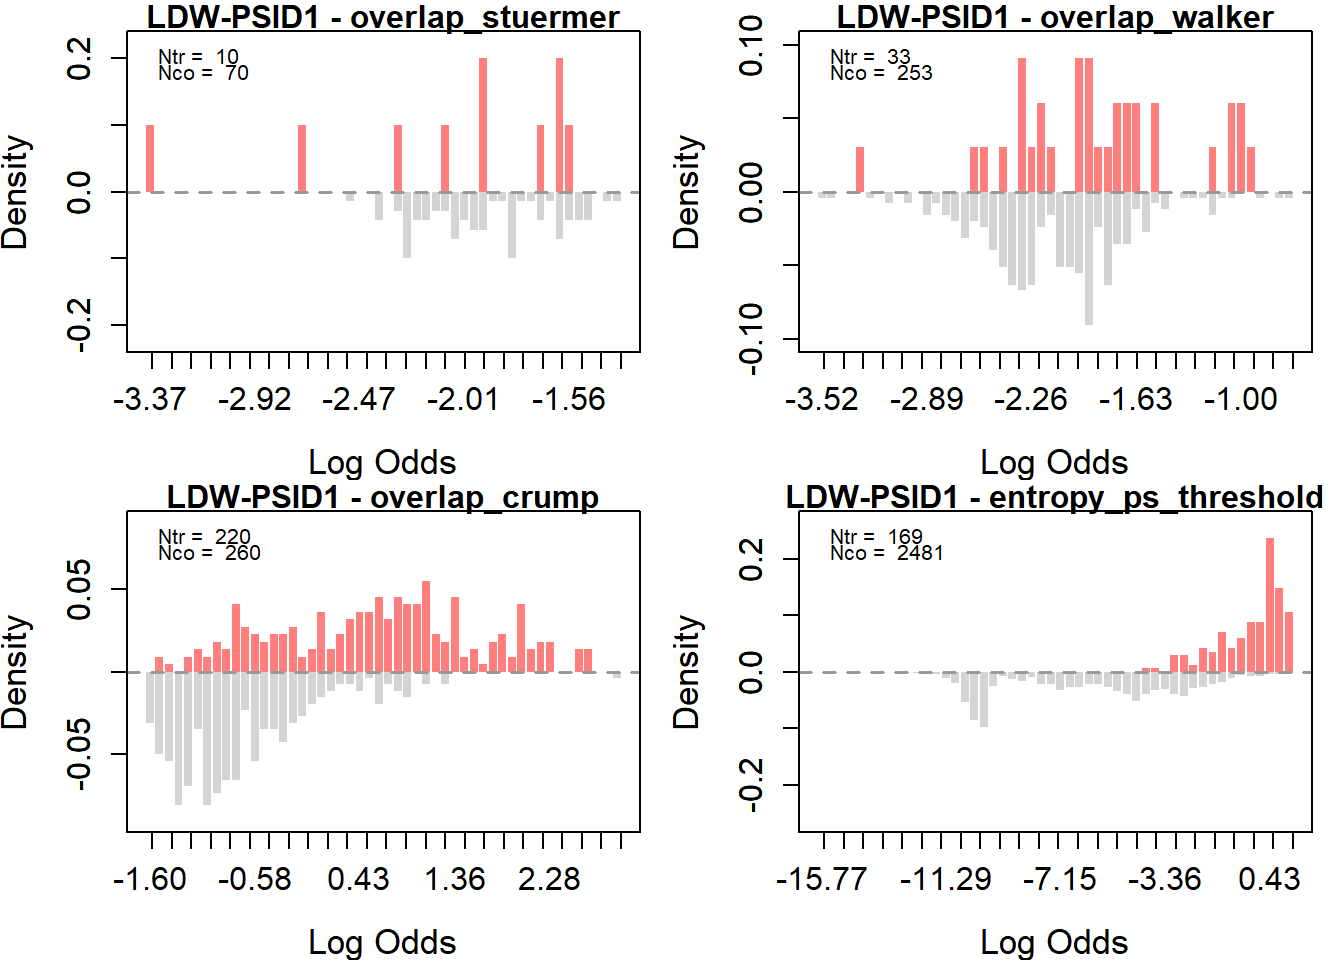 LDW-PSID1 - overlap_stuermer
Ntr = 10
Nco = 70
Density
0.2
0.0
-0.2
-3.37 -2.92 -2.47 -2.01 -1.56
Log Odds
LDW-PSID1 - overlap_walker
Ntr = 33
Nco = 253
Density
0.10
0.00
-0.10
-3.52 -2.89 -2.26 -1.63 -1.00
Log Odds
LDW-PSID1 - overlap_crump
Ntr = 220
Nco = 260
Density
0.05
-0.05
-1.60 -0.58 0.43 1.36 2.28
Log Odds
LDW-PSID1 - entropy_ps_threshold
Ntr = 169
Nco = 2481
Density
0.2
0.0
-0.2
-15.77 -11.29 -7.15 -3.36 0.43
Log Odds